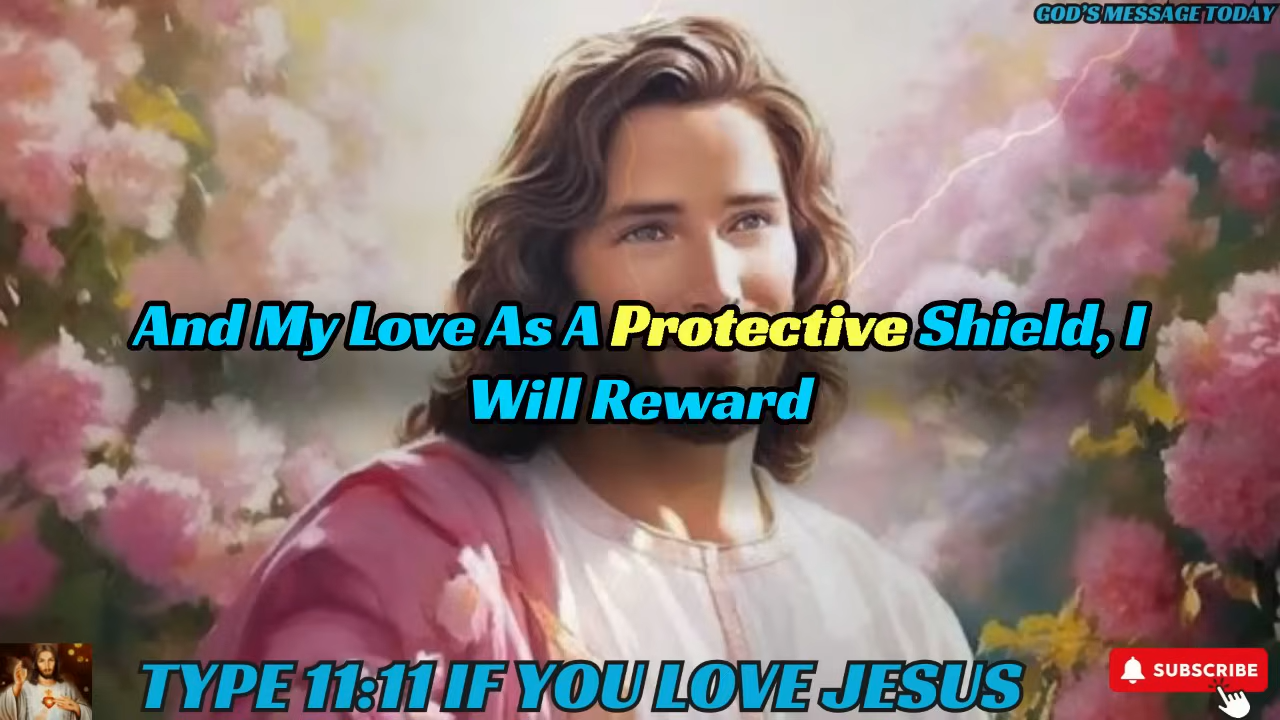 GOD'S MESSAGE TODAY
And My Love As A Protective Shield, I
Will Reward
TYPE 11:11 IF YOU LOVE JESUS
SUBSCRIBE